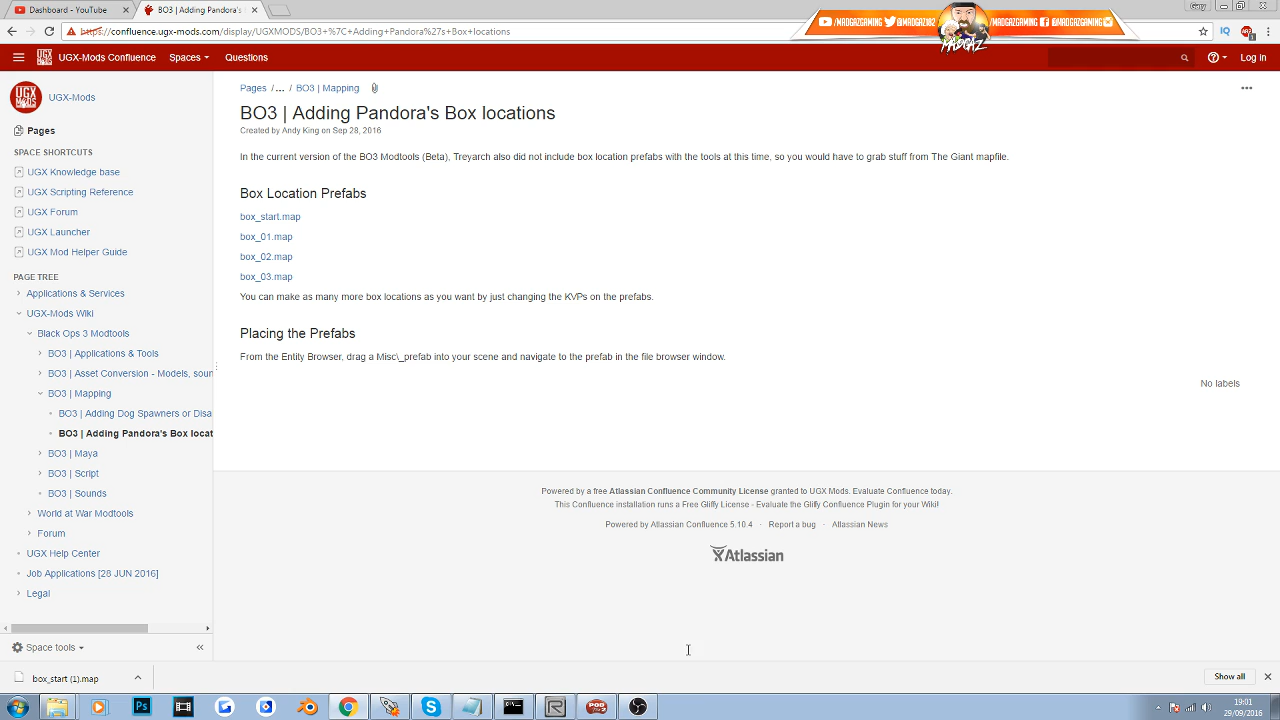 Dashboard - YouTube
BO3 | Adding Pandora's
Gerry
https://confluence.ugx-mods.com/display/UGXMODS/BO3+%7C+Adding+Pandora%27s+Box+locations
/MADGAZGAMING @MADGAZ102 /MADGAZGAMING @MADGAZGAMING
MADGAZ
UGX-Mods Confluence Spaces Questions Log in
UGX MODS
UGX-Mods
Pages
SPACE SHORTCUTS
UGX Knowledge base
UGX Scripting Reference
UGX Forum
UGX Launcher
UGX Mod Helper Guide
PAGE TREE
Applications & Services
UGX-Mods Wiki
Black Ops 3 Modtools
BO3 | Applications & Tools
BO3 | Asset Conversion - Models, soun
BO3 | Mapping
BO3 | Adding Dog Spawners or Disa
BO3 | Adding Pandora's Box locat
BO3 | Maya
BO3 | Script
BO3 | Sounds
World at War Modtools
Forum
UGX Help Center
Job Applications [28 JUN 2016]
Legal
Space tools
Pages /... / BO3 | Mapping
BO3 | Adding Pandora's Box locations
Created by Andy King on Sep 28, 2016
In the current version of the BO3 Modtools (Beta), Treyarch also did not include box location prefabs with the tools at this time, so you would have to grab stuff from The Giant mapfile.
Box Location Prefabs
box_start.map
box_01.map
box_02.map
box_03.map
You can make as many more box locations as you want by just changing the KVPs on the prefabs.
Placing the Prefabs
From the Entity Browser, drag a Misc\_prefab into your scene and navigate to the prefab in the file browser window.
No labels
Powered by a free Atlassian Confluence Community License granted to UGX Mods. Evaluate Confluence today.
This Confluence installation runs a Free Gliffy License - Evaluate the Gliffy Confluence Plugin for your Wiki!
Powered by Atlassian Confluence 5.10.4 · Report a bug · Atlassian News
Atlassian
box_start (1).map
Show all
19:01
29/09/2016